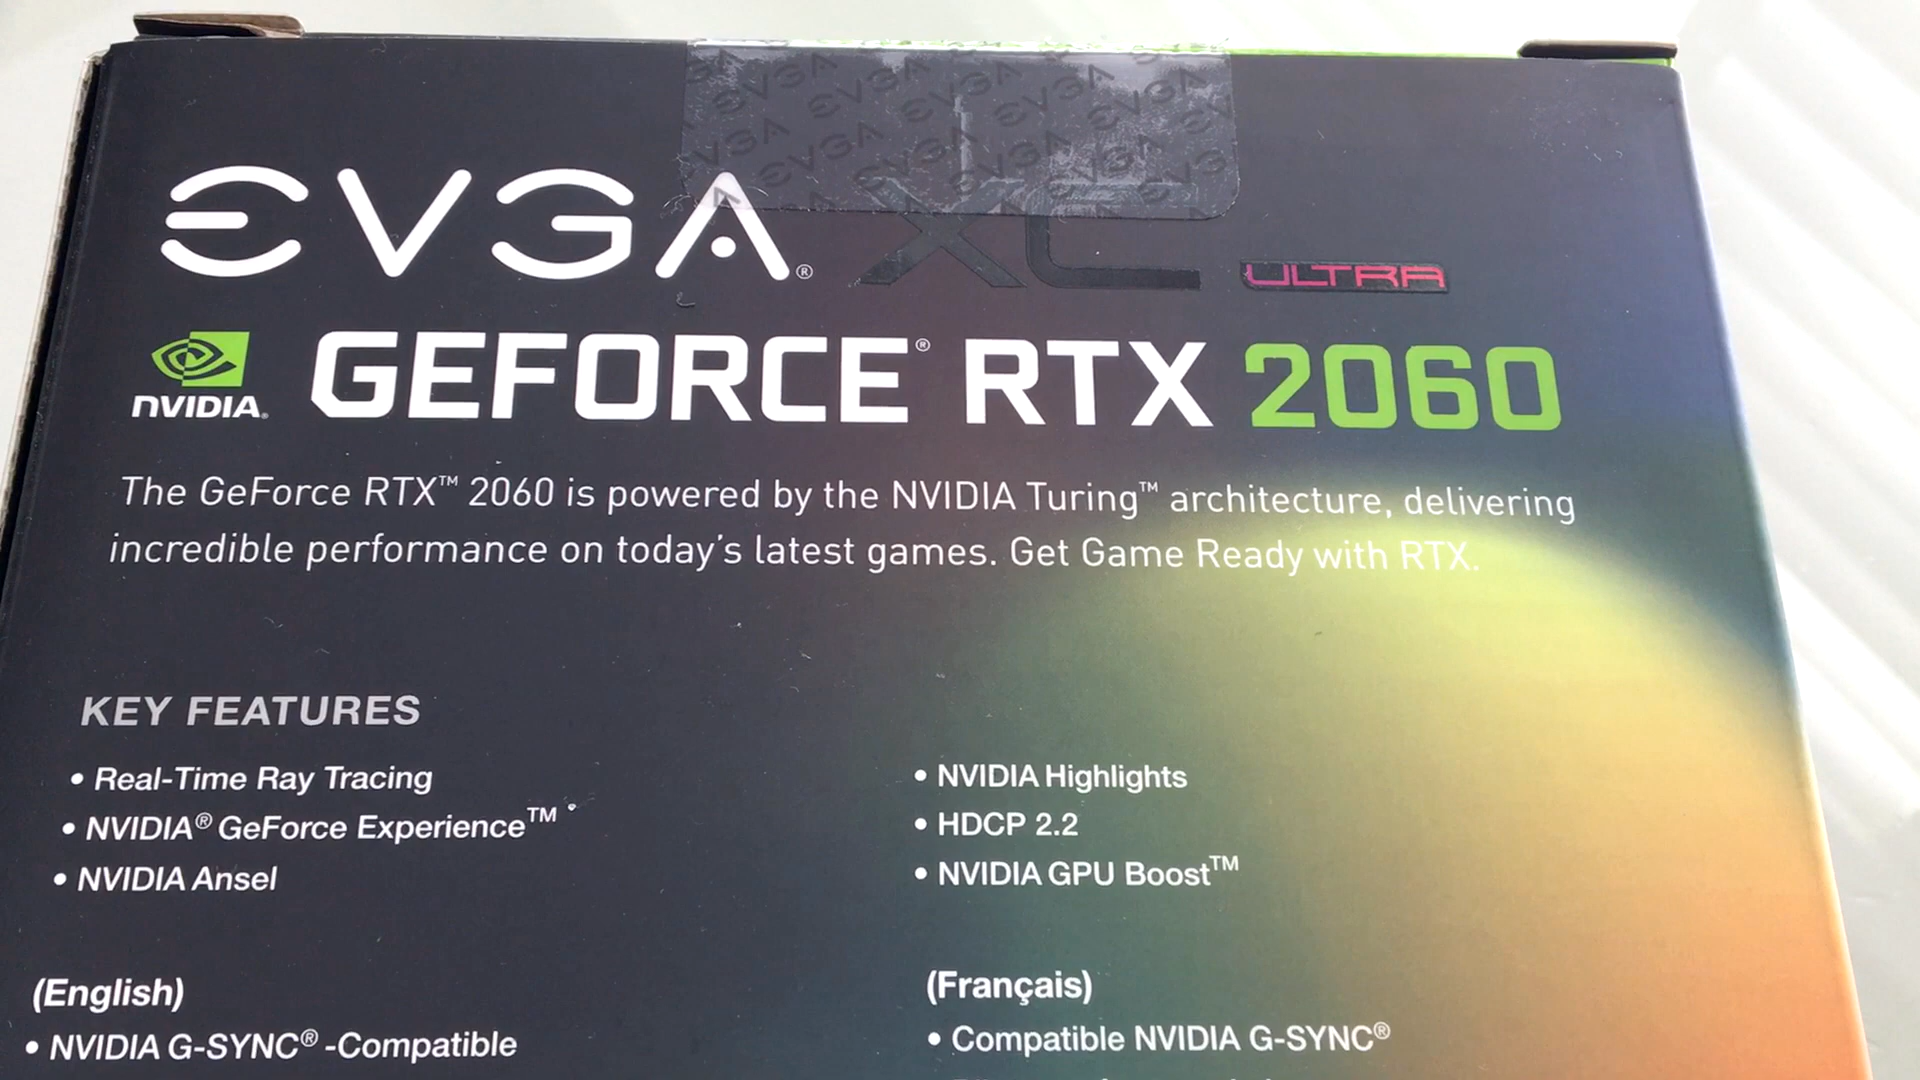 EVGA® XC ULTRA
NVIDIA® GEFORCE® RTX 2060
The GeForce RTX™ 2060 is powered by the NVIDIA Turing™ architecture, delivering
incredible performance on today's latest games. Get Game Ready with RTX.
KEY FEATURES
• Real-Time Ray Tracing
• NVIDIA® GeForce Experience™
• NVIDIA Ansel
• NVIDIA Highlights
• HDCP 2.2
• NVIDIA GPU Boost™
(English)
• NVIDIA G-SYNC® -Compatible
(Français)
• Compatible NVIDIA G-SYNC®